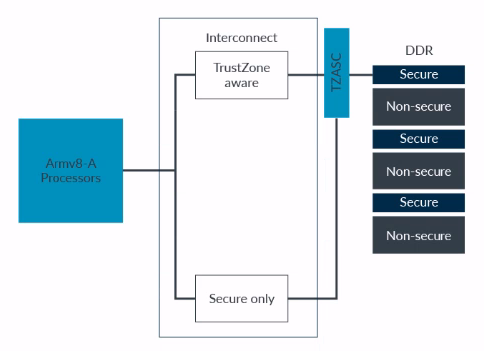 Interconnect
TrustZone
aware
TZASC
DDR
Secure
Non-secure
Secure
Non-secure
Secure
Non-secure
Armv8-A
Processors
Secure only